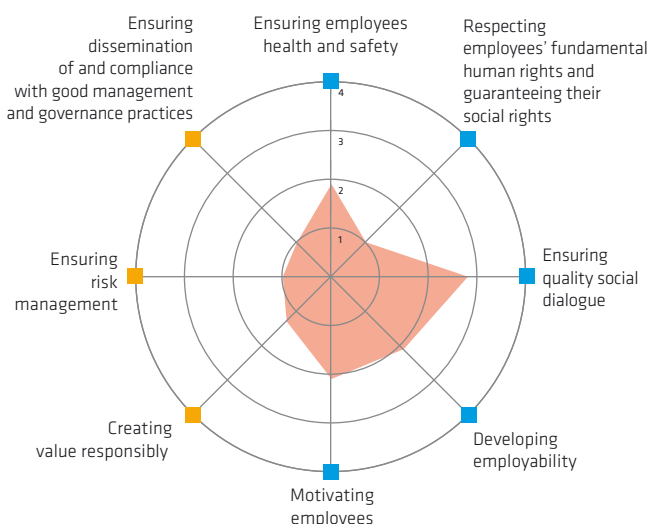 Ensuring
dissemination
of and compliance
with good management
and governance practices
Ensuring employees
health and safety
Respecting
employees’ fundamental
human rights and
guaranteeing their
social rights
4
3
2
1
Ensuring
risk
management
Ensuring
quality social
dialogue
Creating
value responsibly
Developing
employability
Motivating
employees